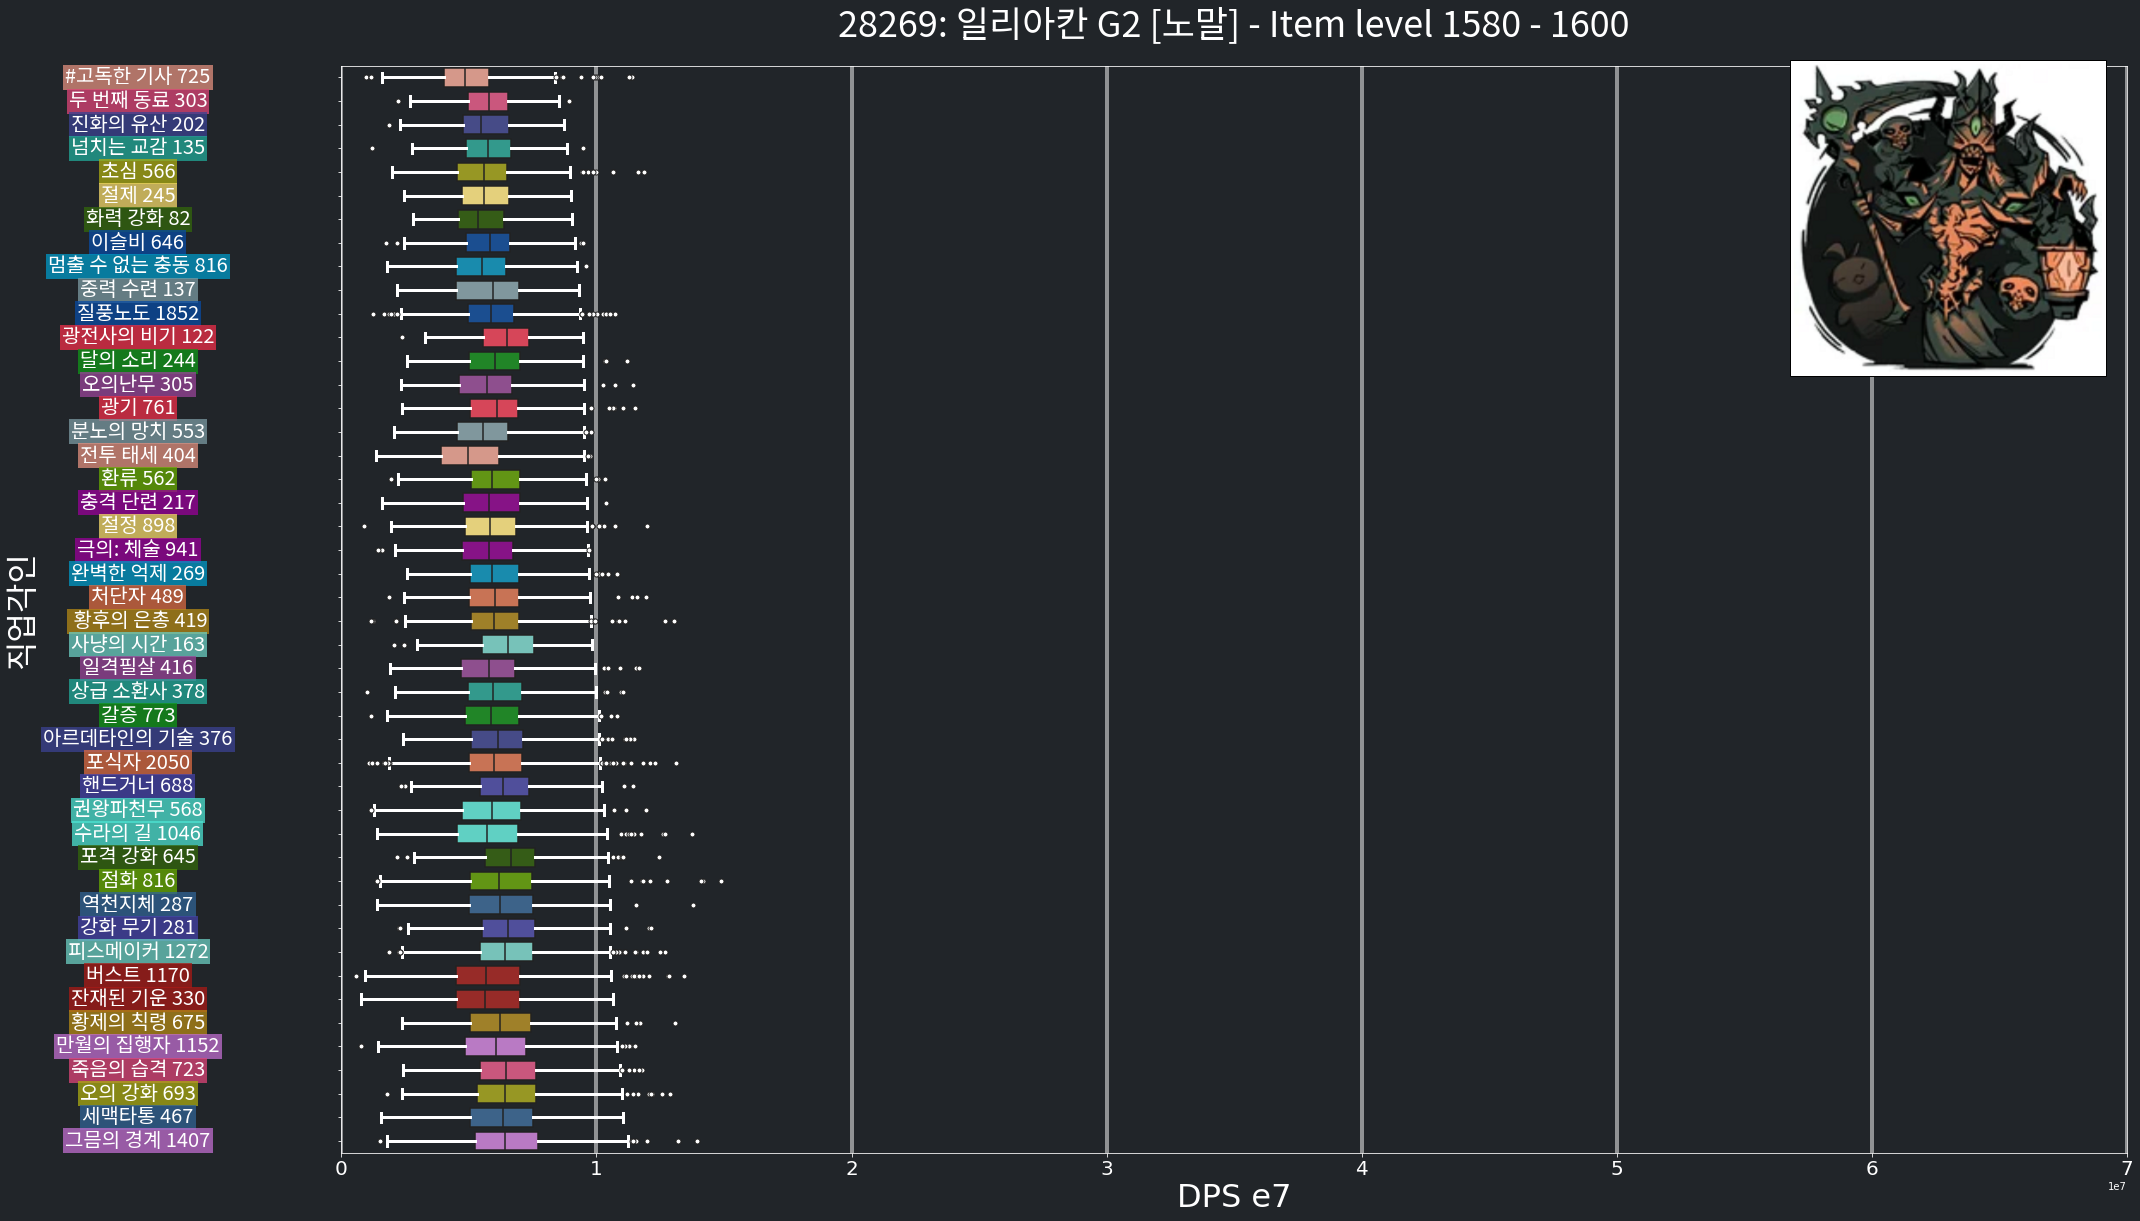 28269: 일리아칸 G2 [노말] - Item level 1580 - 1600
#고독한 기사 725
두 번째 동료 303
진화의 유산 202
넘치는 교감 135
초심 566
절제 245
화력 강화 82
이슬비 646
멈출 수 없는 충동 816
중력 수련 137
질풍노도 1852
광전사의 비기 122
달의 소리 244
오의난무 305
광기 761
분노의 망치 553
전투 태세 404
환류 562
충격 단련 217
절정 898
극의: 체술 941
완벽한 억제 269
처단자 489
황후의 은총 419
사냥의 시간 163
일격필살 416
상급 소환사 378
갈증 773
아르데타인의 기술 376
포식자 2050
핸드거너 688
권왕파천무 568
수라의 길 1046
포격 강화 645
점화 816
역천지체 287
강화 무기 281
피스메이커 1272
버스트 1170
잔재된 기운 330
황제의 칙령 675
만월의 집행자 1152
죽음의 습격 723
오의 강화 693
세맥타통 467
그믐의 경계 1407
직업각인
0 1 2 3 4 5 6 7
1e7
DPS e7